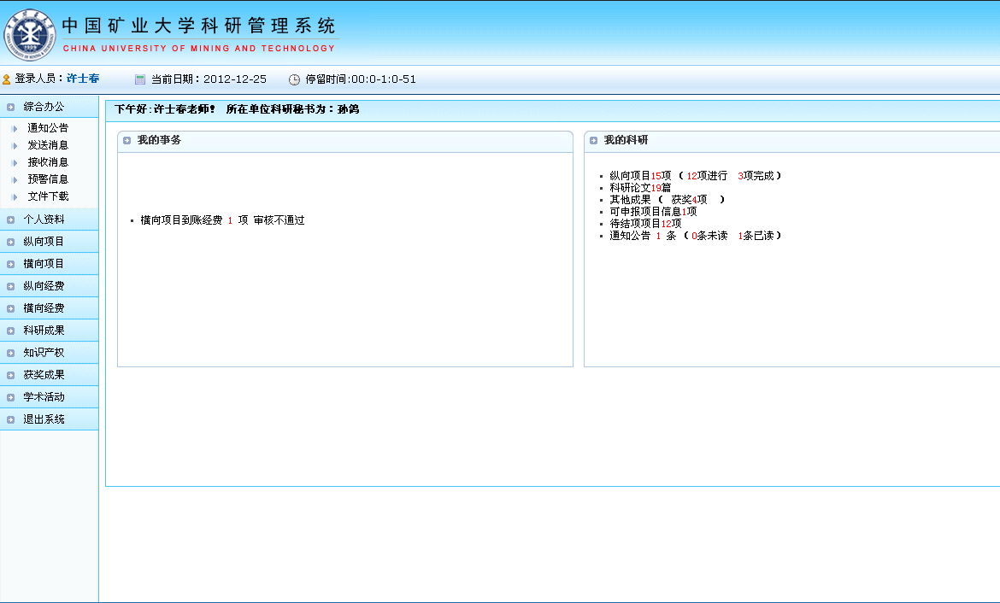 中国矿业大学科研管理系统
CHINA UNIVERSITY OF MINING AND TECHNOLOGY
登录人员：许士春 当前日期：2012-12-25 停留时间:00:0-1:0-51
综合办公
通知公告
发送消息
接收消息
预警信息
文件下载
个人资料
纵向项目
横向项目
纵向经费
横向经费
科研成果
知识产权
获奖成果
学术活动
退出系统
下午好:许士春老师! 所在单位科研秘书为：孙鸽
我的事务
横向项目到账经费 1 项 审核不通过
我的科研
纵向项目15项 (12项进行 3项完成)
科研论文19篇
其他成果 ( 获奖4项 )
可申报项目信息1项
待结项项目12项
通知公告 1 条 (0条未读 1条已读)